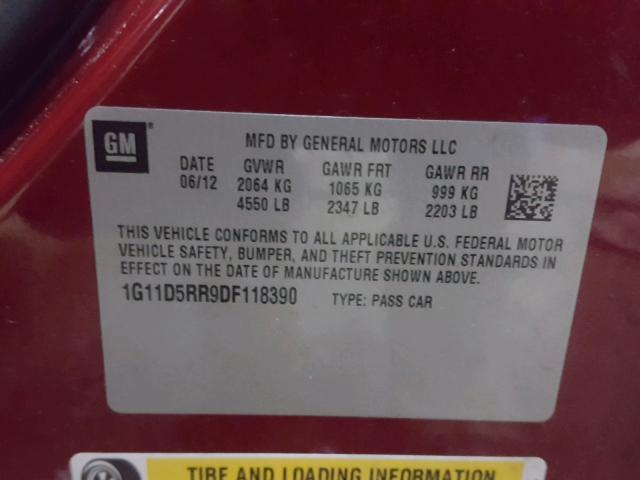 GM ®
MFD BY GENERAL MOTORS LLC
DATE GVWR GAWR FRT GAWR RR
06/12 2064 KG 1065 KG 999 KG
4550 LB 2347 LB 2203 LB
THIS VEHICLE CONFORMS TO ALL APPLICABLE U.S. FEDERAL MOTOR
VEHICLE SAFETY, BUMPER, AND THEFT PREVENTION STANDARDS IN
EFFECT ON THE DATE OF MANUFACTURE SHOWN ABOVE.
1G11D5RR9DF118390 TYPE: PASS CAR
TIRE AND LOADING INFORMATION